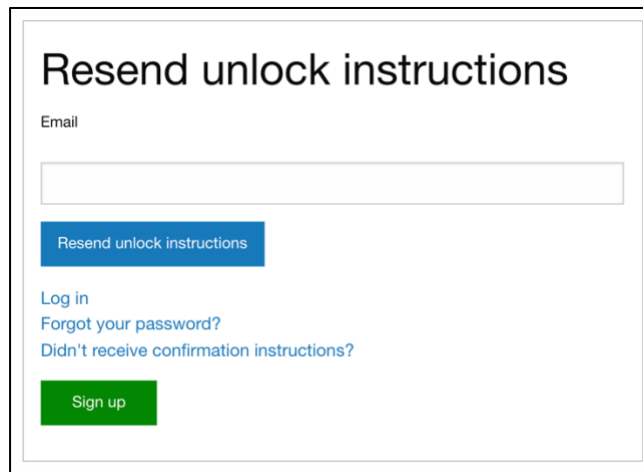 Resend unlock instructions
Email
Resend unlock instructions
Log in
Forgot your password?
Didn't receive confirmation instructions?
Sign up